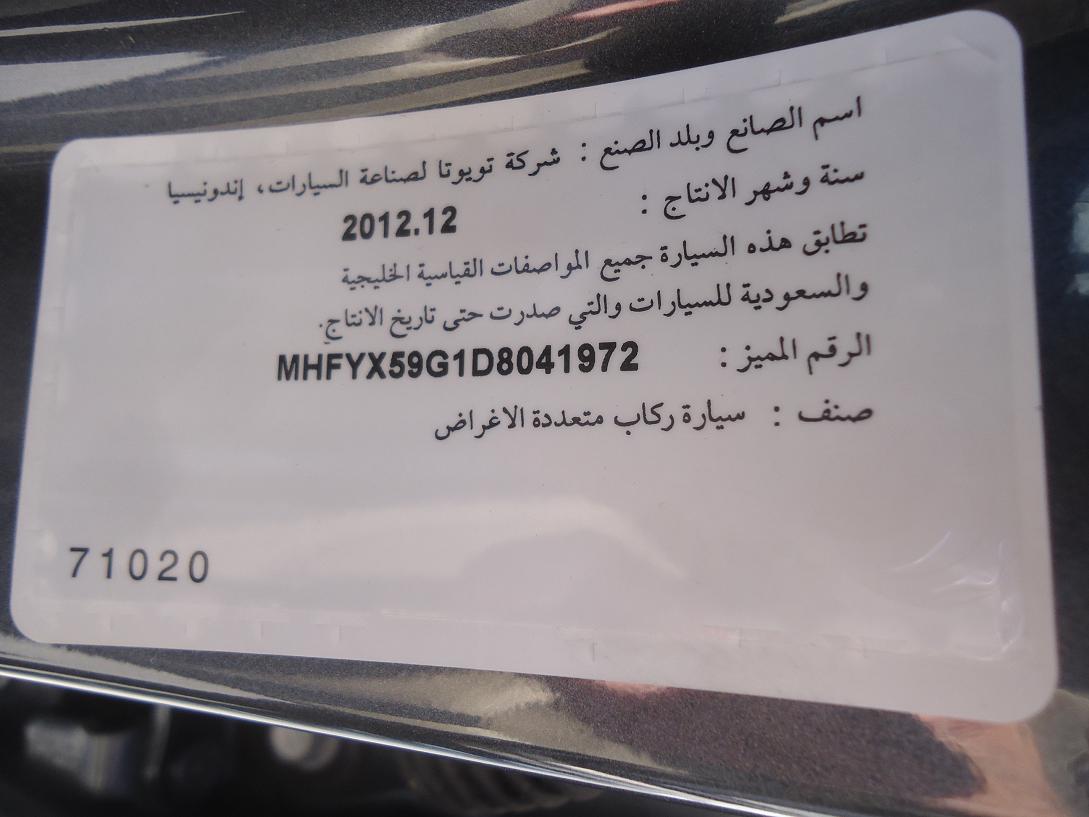 اسم الصانع وبلد الصنع : شركة تويوتا لصناعة السيارات، إندونيسيا
سنة وشهر الانتاج : 2012.12
تطابق هذه السيارة جميع المواصفات القياسية الخليجية
والسعودية للسيارات والتي صدرت حتى تاريخ الانتاج.
الرقم المميز : MHFYX59G1D8041972
صنف : سيارة ركاب متعددة الاغراض
71020